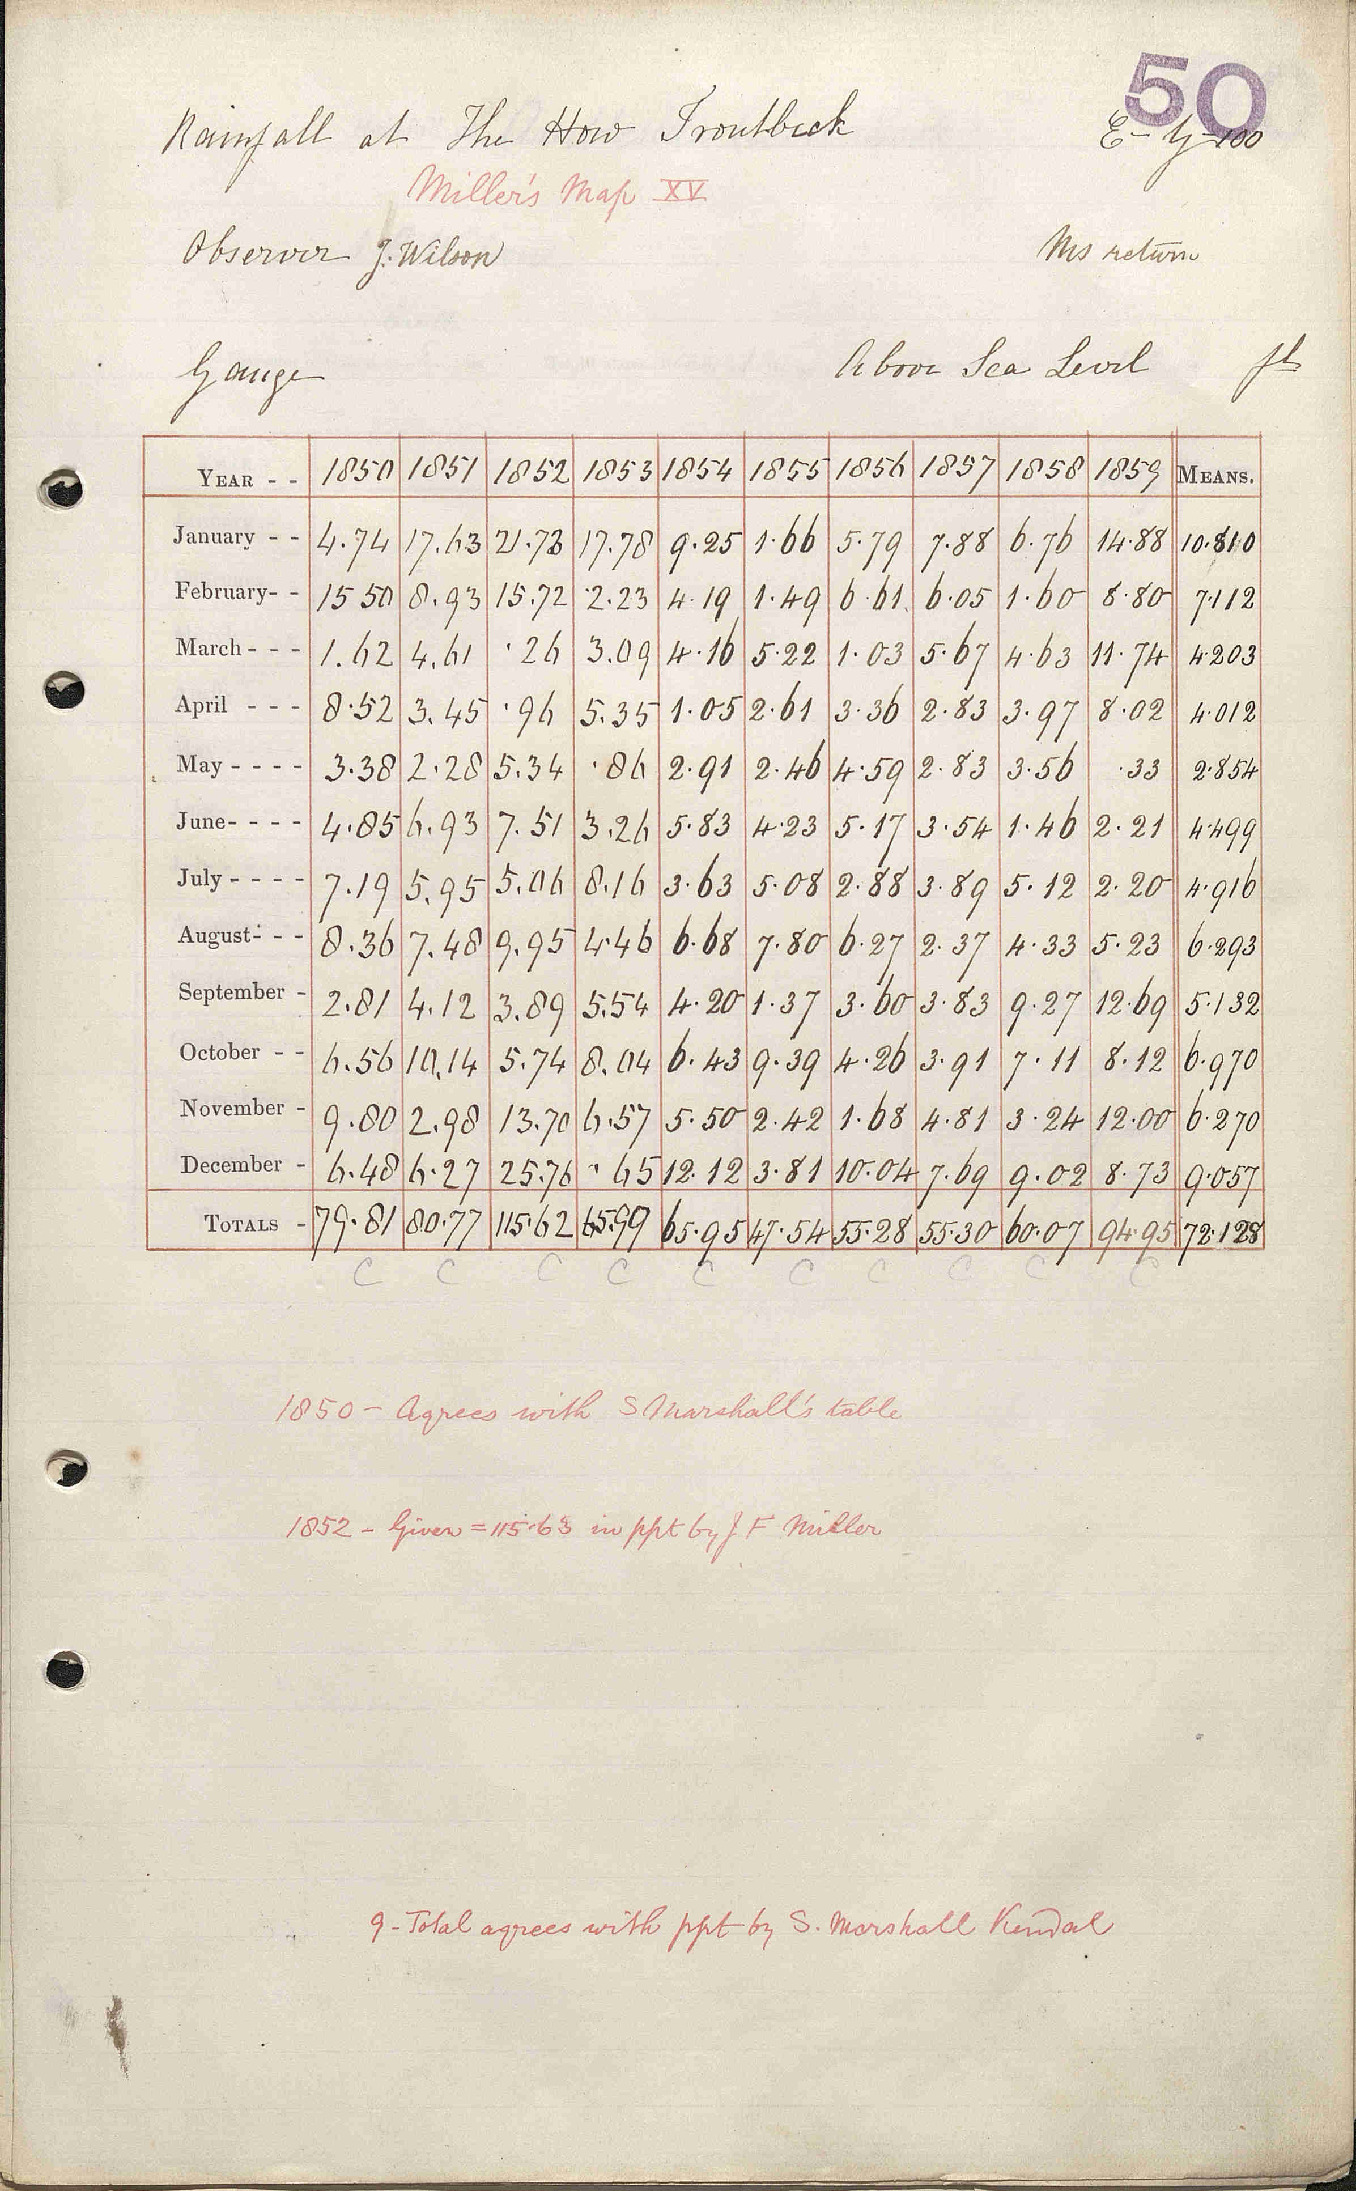 50
Rainfall at The How Troutbeck
Miller's Map XV
Observer J. Wilson Ms return
Gauge Above Sea Level ft
YEAR - - 1850 1851 1852 1853 1854 1855 1856 1857 1858 1859 MEANS.
January - - 4.74 17.63 21.73 17.78 9.25 1.66 5.79 7.88 6.76 14.88 10.810
February- - 15 50 8.93 15.72 2.23 4.19 1.49 6.61 6.05 1.60 8.80 7.112
March - - - 1.62 4.61 .26 3.09 4.16 5.22 1.03 5.67 4.63 11.74 4.203
April - - - 8.52 3.45 .96 5.35 1.05 2.61 3.36 2.83 3.97 8.02 4.012
May - - - - 3.38 2.28 5.34 .86 2.91 2.46 4.59 2.83 3.56 .33 2.854
June- - - - 4.85 6.93 7.51 3.26 5.83 4.23 5.17 3.54 1.46 2.21 4.499
July - - - - 7.19 5.95 5.06 8.16 3.63 5.08 2.88 3.89 5.12 2.20 4.916
August- - - 8.36 7.48 9.95 4.46 6.68 7.80 6.27 2.37 4.33 5.23 6.293
September - 2.81 4.12 3.89 5.54 4.20 1.37 3.60 3.83 9.27 12.69 5.132
October - - 6.56 10.14 5.74 8.04 6.43 9.39 4.26 3.91 7.11 8.12 6.970
November - 9.80 2.98 13.70 6.57 5.50 2.42 1.68 4.81 3.24 12.00 6.270
December - 6.48 6.27 25.76 .65 12.12 3.81 10.04 7.69 9.02 8.73 9.057
TOTALS - 79.81 80.77 115.62 65.99 65.95 47.54 55.28 55.30 60.07 94.95 72.128
C C C C C C C C C C
1850 - Agrees with S Marshall's table
1852 - Given = 115.63 in ppt by J F Miller
9 - Total agrees with ppt by S. Marshall Kendal